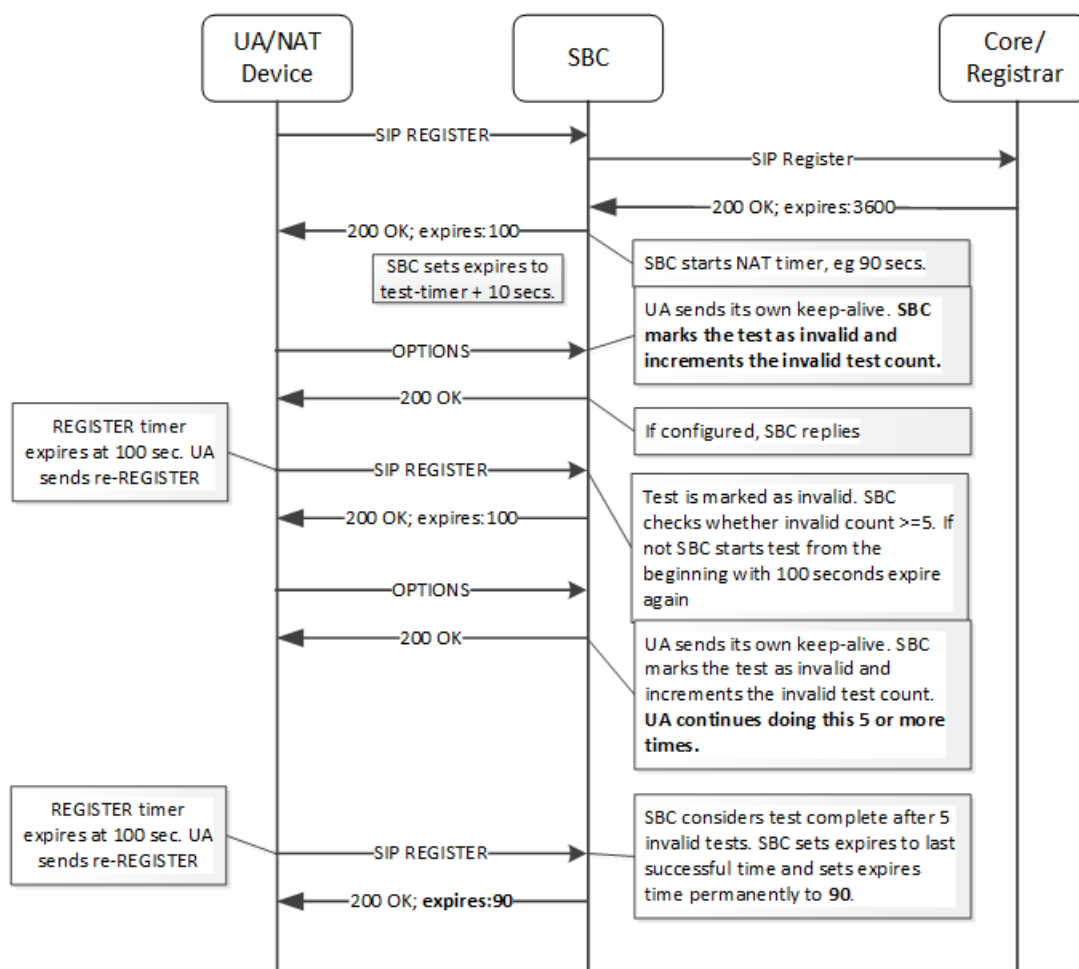 UA/NAT
Device
SBC
Core/
Registrar
SIP REGISTER
SIP Register
200 OK; expires:3600
200 OK; expires:100
SBC starts NAT timer, eg 90 secs.
SBC sets expires to
test-timer + 10 secs.
UA sends its own keep-alive. SBC
marks the test as invalid and
increments the invalid test count.
OPTIONS
200 OK
If configured, SBC replies
REGISTER timer
expires at 100 sec. UA
sends re-REGISTER
SIP REGISTER
Test is marked as invalid. SBC
checks whether invalid count >=5. If
not SBC starts test from the
beginning with 100 seconds expire
again
200 OK; expires:100
OPTIONS
200 OK
UA sends its own keep-alive. SBC
marks the test as invalid and
increments the invalid test count.
UA continues doing this 5 or more
times.
REGISTER timer
expires at 100 sec. UA
sends re-REGISTER
SIP REGISTER
SBC considers test complete after 5
invalid tests. SBC sets expires to last
successful time and sets expires
time permanently to 90.
200 OK; expires:90